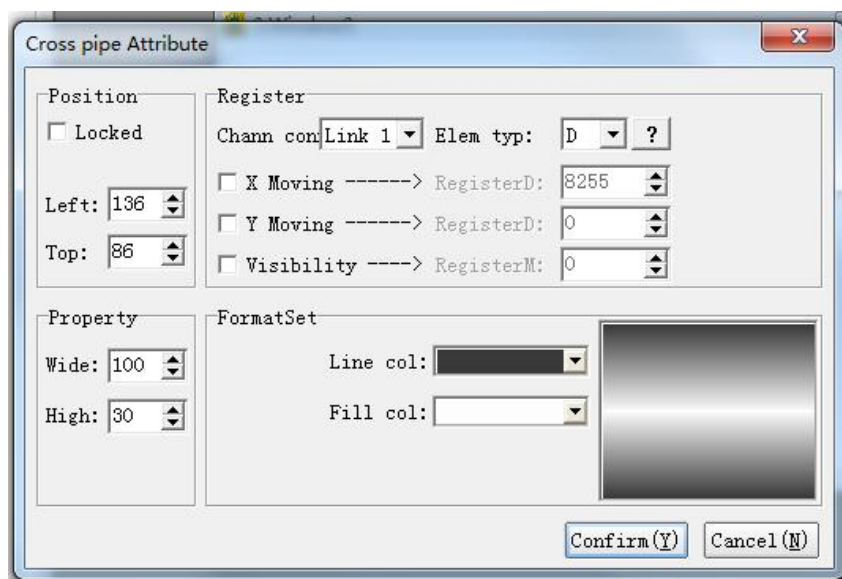 Cross pipe Attribute
Position
Locked
Left: 136
Top: 86
Register
Chann con Link 1 Elem typ: D ?
X Moving ------> RegisterD: 8255
Y Moving ------> RegisterD: 0
Visibility ----> RegisterM: 0
Property
Wide: 100
High: 30
FormatSet
Line col:
Fill col:
Confirm(Y) Cancel(N)